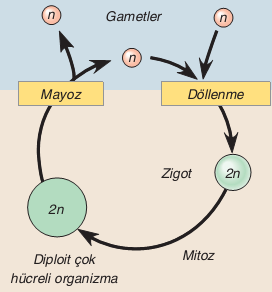 n
Gametler
n
n
Mayoz
Döllenme
Zigot
2n
2n
Mitoz
Diploit çok
hücreli organizma